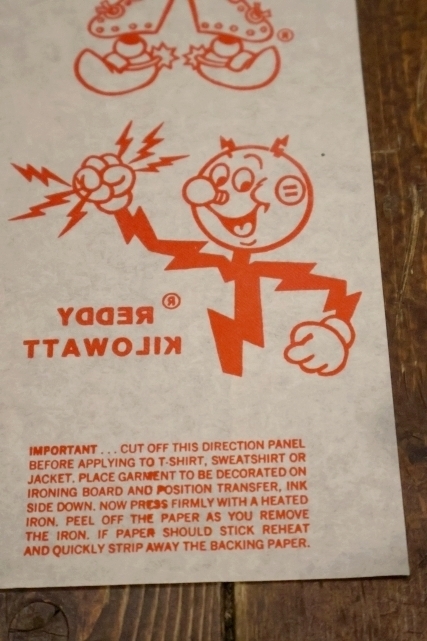 ®
REDDY ®
KILOWATT
IMPORTANT . . . CUT OFF THIS DIRECTION PANEL
BEFORE APPLYING TO T-SHIRT, SWEATSHIRT OR
JACKET. PLACE GARMENT TO BE DECORATED ON
IRONING BOARD AND POSITION TRANSFER, INK
SIDE DOWN. NOW PRESS FIRMLY WITH A HEATED
IRON. PEEL OFF THE PAPER AS YOU REMOVE
THE IRON. IF PAPER SHOULD STICK REHEAT
AND QUICKLY STRIP AWAY THE BACKING PAPER.